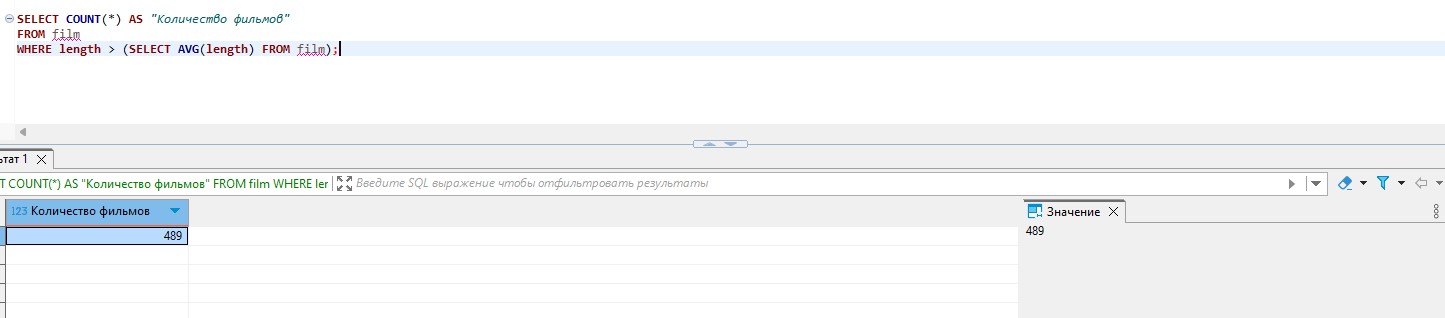 SELECT COUNT(*) AS "Количество фильмов"
FROM film
WHERE length > (SELECT AVG(length) FROM film);
ьтат 1
T COUNT(*) AS "Количество фильмов" FROM film WHERE ler
Введите SQL выражение чтобы отфильтровать результаты
123 Количество фильмов
489
Значение
489